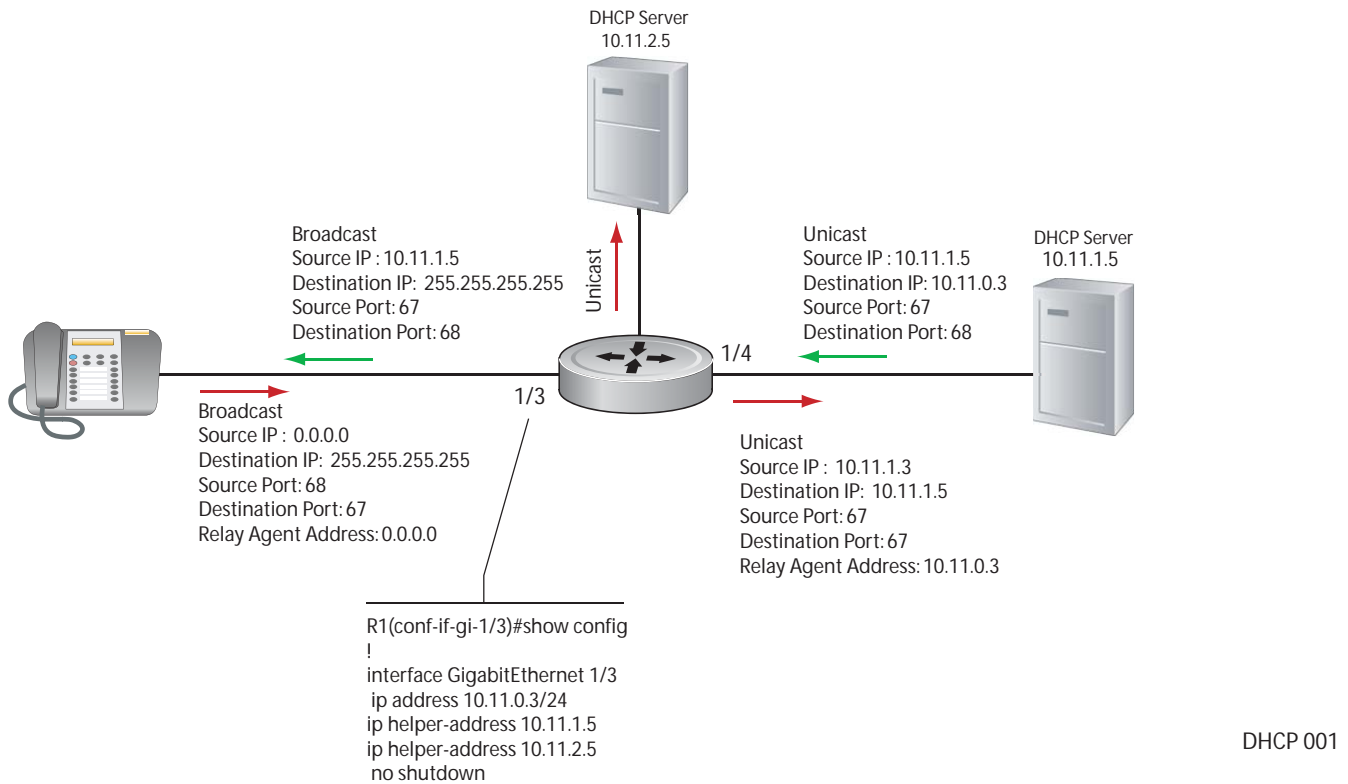 DHCP Server
10.11.2.5
Broadcast
Source IP : 10.11.1.5
Destination IP: 255.255.255.255
Source Port: 67
Destination Port: 68
Unicast
Unicast
Source IP : 10.11.1.5
Destination IP: 10.11.0.3
Source Port: 67
Destination Port: 68
DHCP Server
10.11.1.5
1/4
1/3
Broadcast
Source IP : 0.0.0.0
Destination IP: 255.255.255.255
Source Port: 68
Destination Port: 67
Relay Agent Address: 0.0.0.0
Unicast
Source IP : 10.11.1.3
Destination IP: 10.11.1.5
Source Port: 67
Destination Port: 67
Relay Agent Address: 10.11.0.3
R1(conf-if-gi-1/3)#show config
!
interface GigabitEthernet 1/3
ip address 10.11.0.3/24
ip helper-address 10.11.1.5
ip helper-address 10.11.2.5
no shutdown
DHCP 001